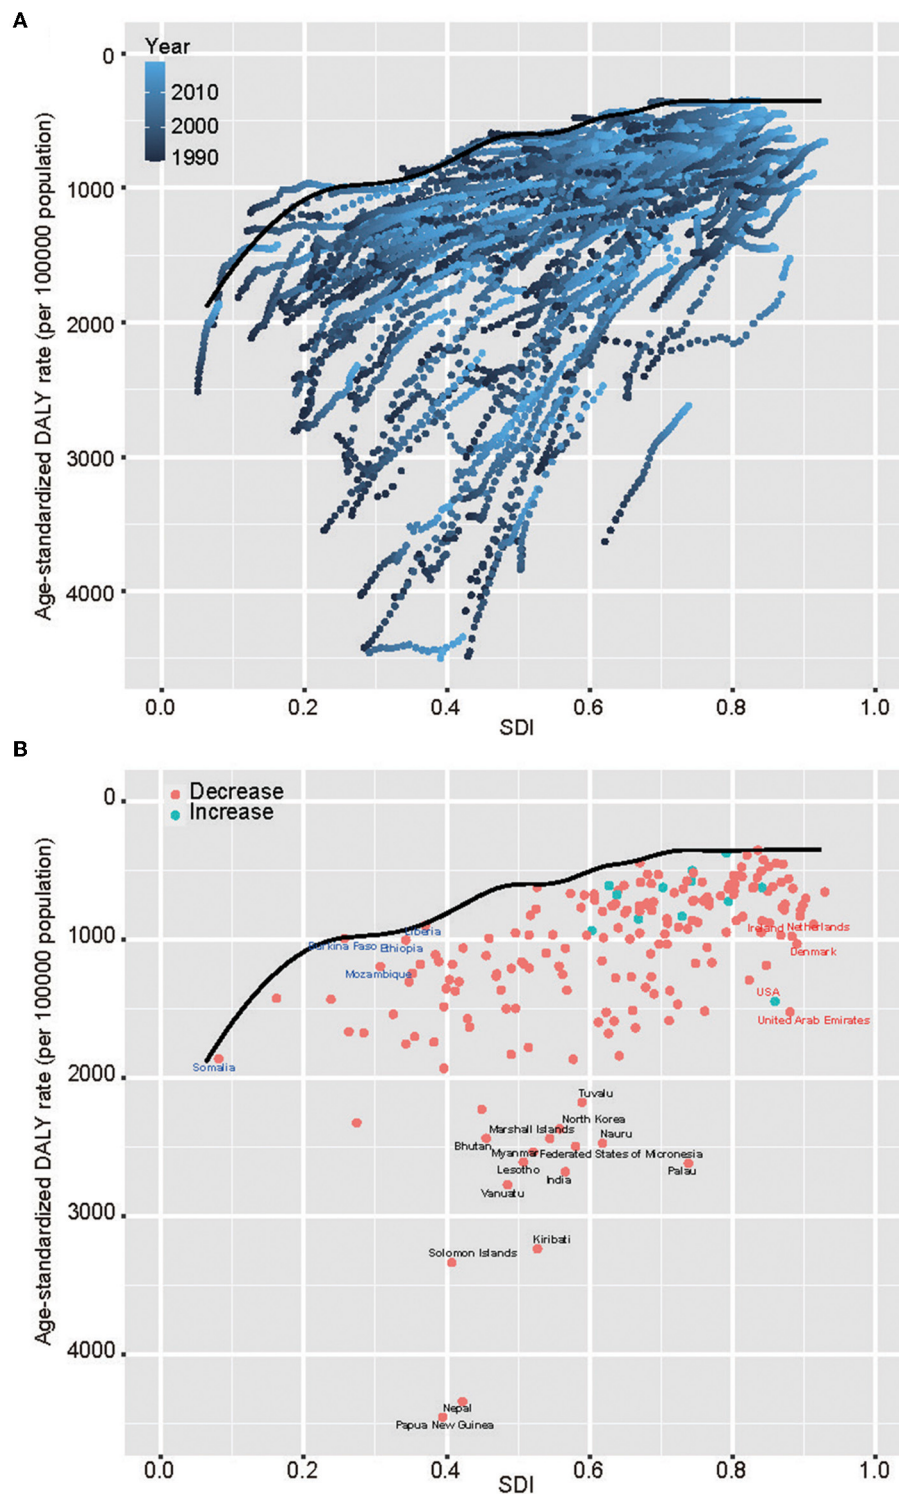 A
Year
2010
2000
1990
Age-standardized DALY rate (per 100000 population)
0
1000
2000
3000
4000
0.0 0.2 0.4 0.6 0.8 1.0
SDI
B
Decrease
Increase
Age-standardized DALY rate (per 100000 population)
0
1000
2000
3000
4000
Liberia
Burkina Faso Ethiopia
Mozambique
Somalia
Ireland Netherlands
Denmark
USA
United Arab Emirates
Tuvalu
North Korea
Marshall Islands
Nauru
Bhutan
Myanmar Federated States of Micronesia
Lesotho
Palau
India
Vanuatu
Kiribati
Solomon Islands
Nepal
Papua New Guinea
0.0 0.2 0.4 0.6 0.8 1.0
SDI